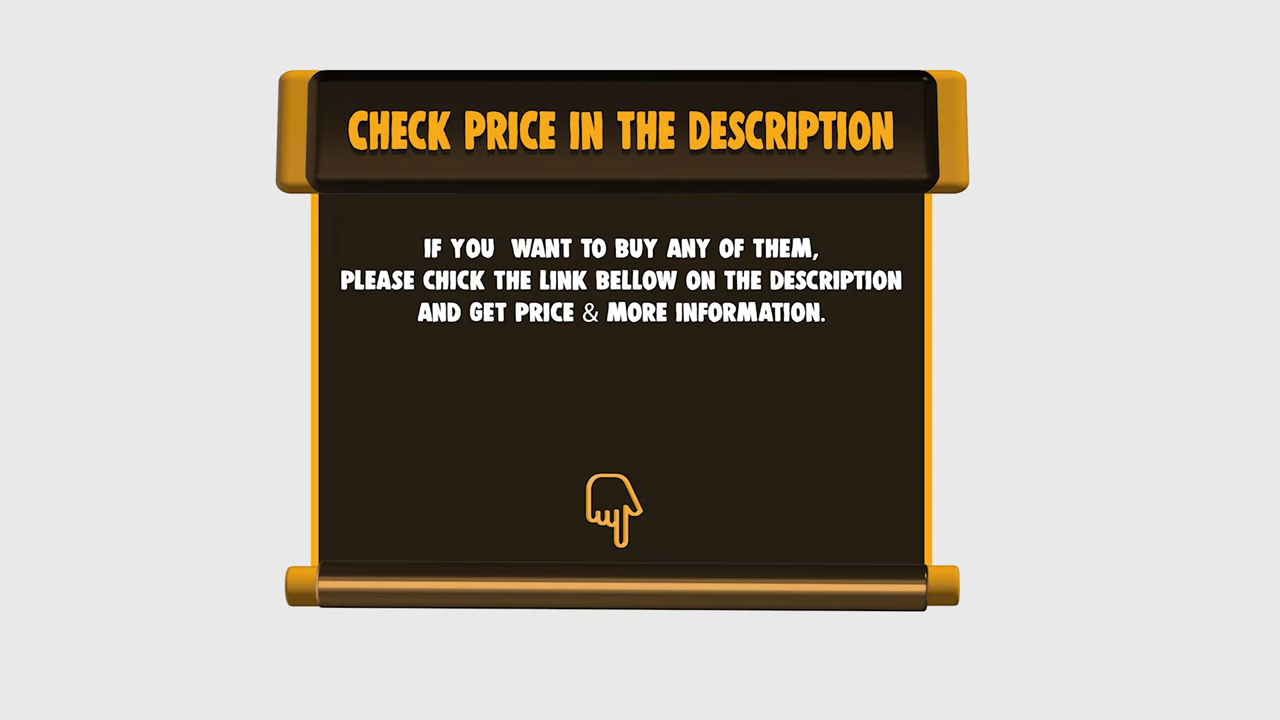 CHECK PRICE IN THE DESCRIPTION
IF YOU WANT TO BUY ANY OF THEM,
PLEASE CHICK THE LINK BELLOW ON THE DESCRIPTION
AND GET PRICE & MORE INFORMATION.